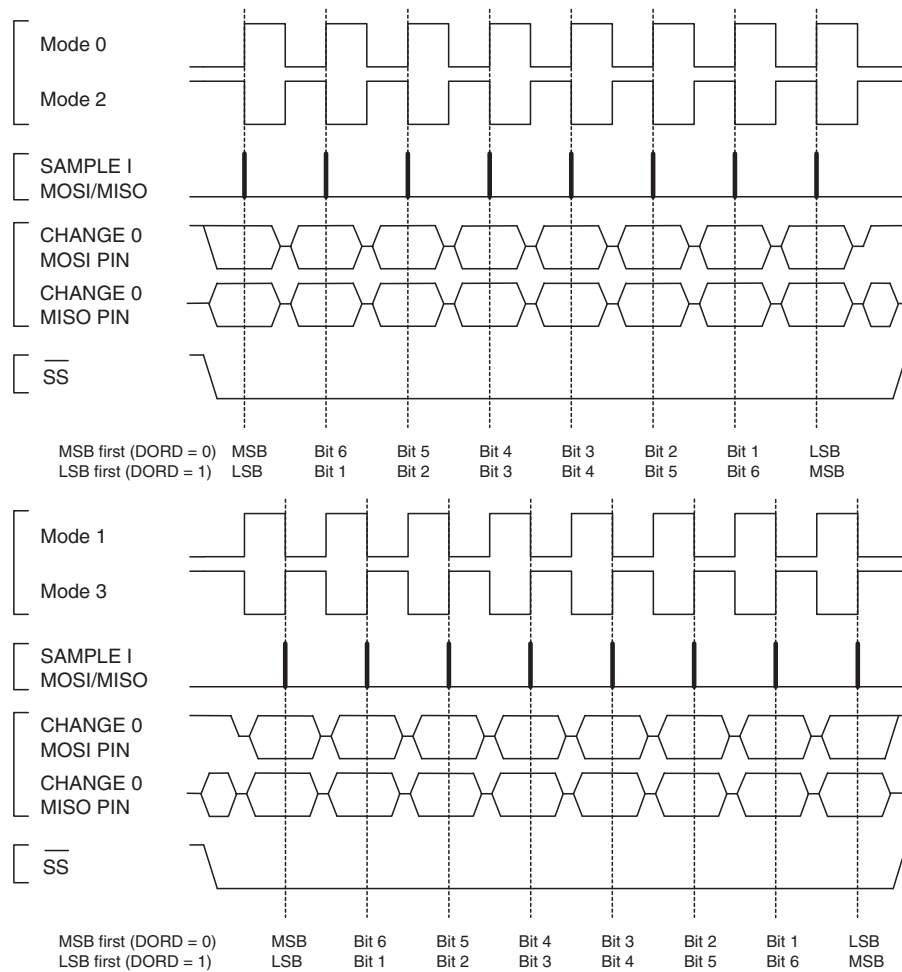 Mode 0
Mode 2
SAMPLE I
MOSI/MISO
CHANGE 0
MOSI PIN
CHANGE 0
MISO PIN
SS
MSB first (DORD = 0) MSB Bit 6 Bit 5 Bit 4 Bit 3 Bit 2 Bit 1 LSB
LSB first (DORD = 1) LSB Bit 1 Bit 2 Bit 3 Bit 4 Bit 5 Bit 6 MSB
Mode 1
Mode 3
SAMPLE I
MOSI/MISO
CHANGE 0
MOSI PIN
CHANGE 0
MISO PIN
SS
MSB first (DORD = 0) MSB Bit 6 Bit 5 Bit 4 Bit 3 Bit 2 Bit 1 LSB
LSB first (DORD = 1) LSB Bit 1 Bit 2 Bit 3 Bit 4 Bit 5 Bit 6 MSB